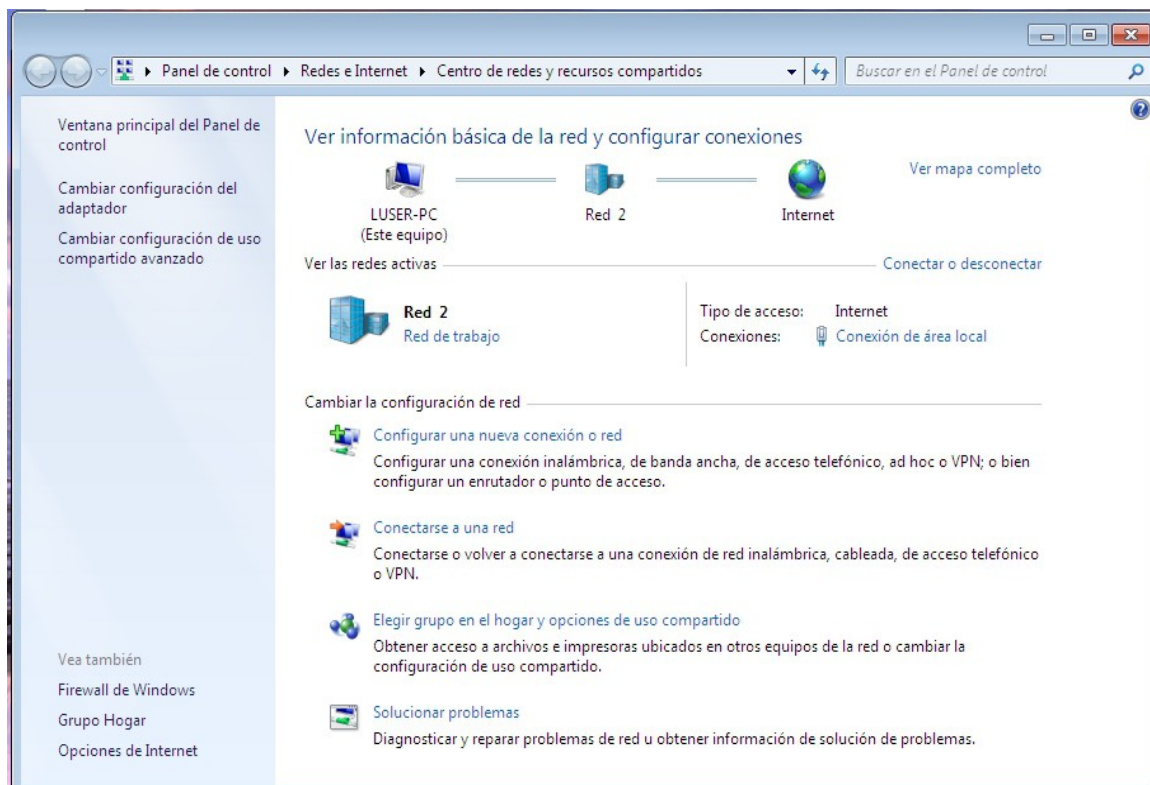 Panel de control ▸ Redes e Internet ▸ Centro de redes y recursos compartidos
Buscar en el Panel de control
Ventana principal del Panel de
control
Cambiar configuración del
adaptador
Cambiar configuración de uso
compartido avanzado
Vea también
Firewall de Windows
Grupo Hogar
Opciones de Internet
Ver información básica de la red y configurar conexiones
Ver mapa completo
LUSER-PC
(Este equipo)
Red 2
Internet
Ver las redes activas
Conectar o desconectar
Red 2
Red de trabajo
Tipo de acceso: Internet
Conexiones: Conexión de área local
Cambiar la configuración de red
Configurar una nueva conexión o red
Configurar una conexión inalámbrica, de banda ancha, de acceso telefónico, ad hoc o VPN; o bien
configurar un enrutador o punto de acceso.
Conectarse a una red
Conectarse o volver a conectarse a una conexión de red inalámbrica, cableada, de acceso telefónico
o VPN.
Elegir grupo en el hogar y opciones de uso compartido
Obtener acceso a archivos e impresoras ubicados en otros equipos de la red o cambiar la
configuración de uso compartido.
Solucionar problemas
Diagnosticar y reparar problemas de red u obtener información de solución de problemas.